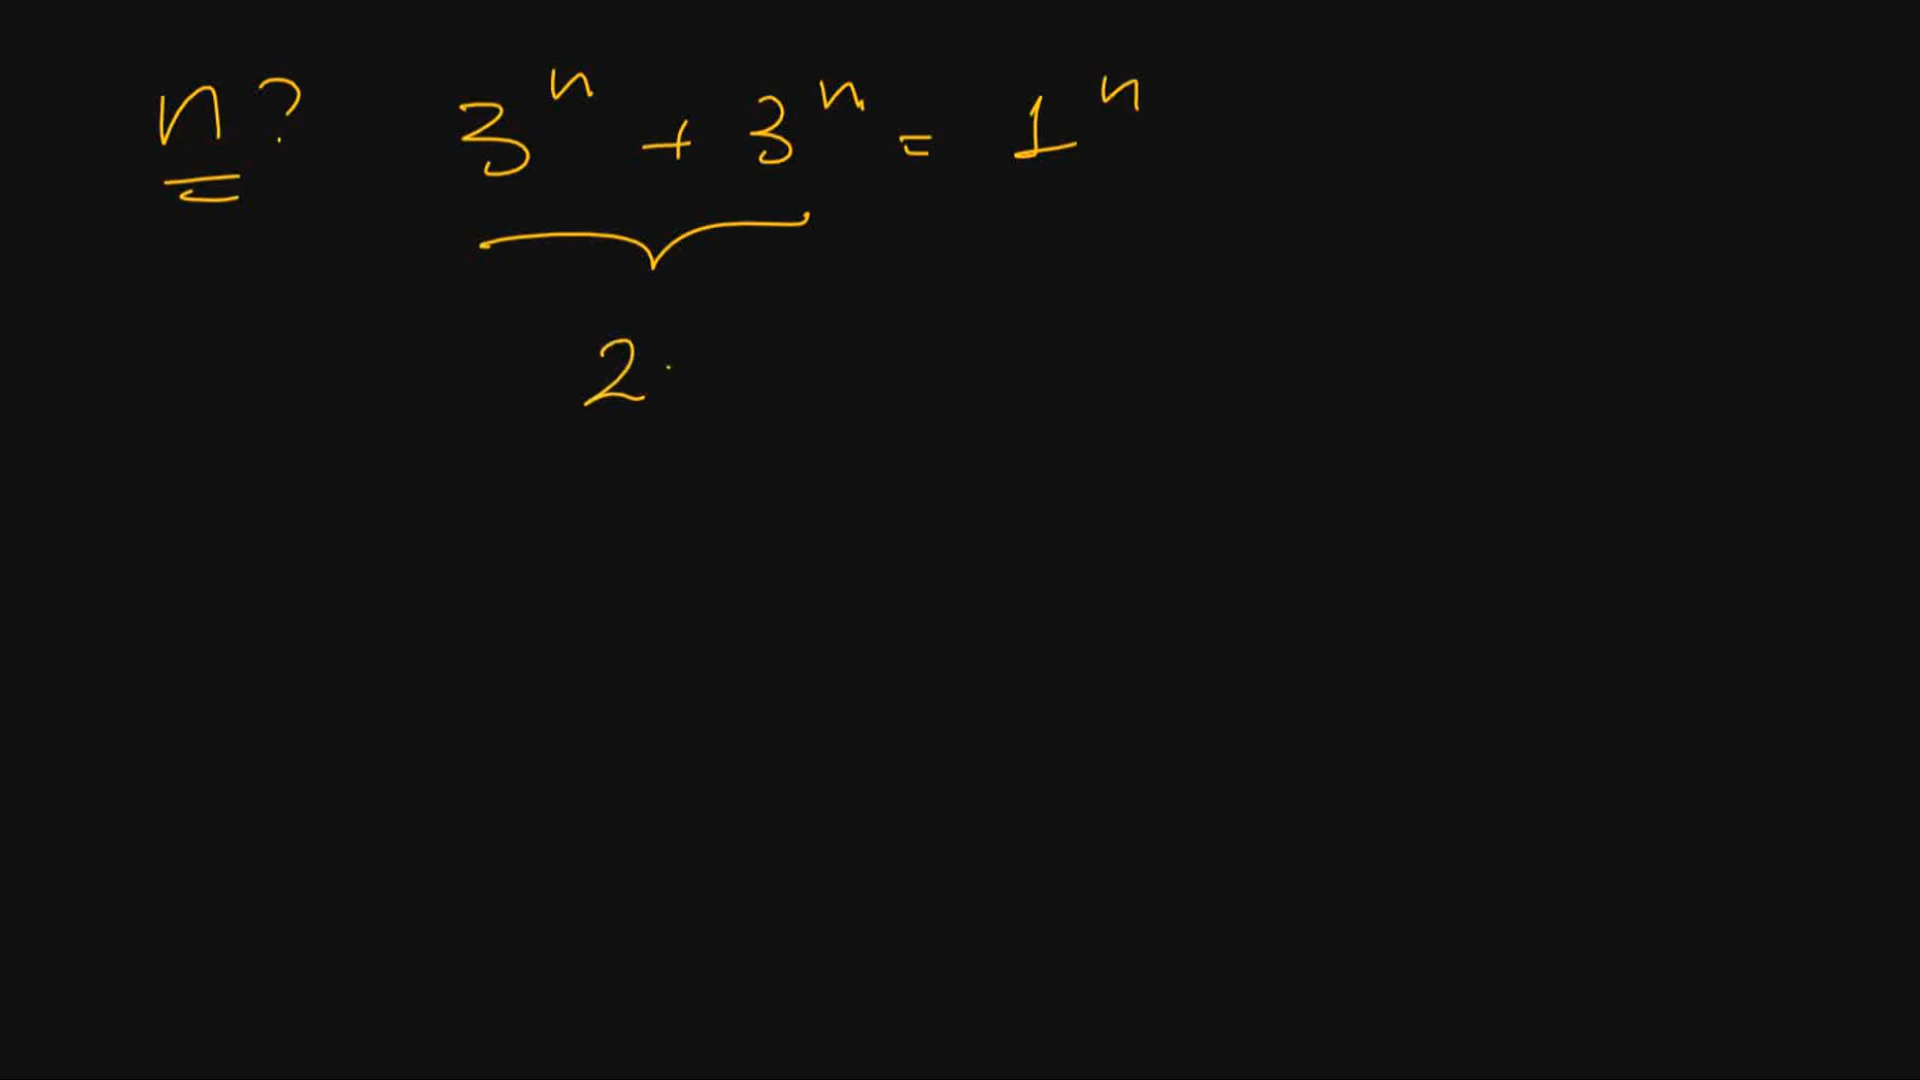 n? 3ⁿ + 3ⁿ = 1ⁿ
2·